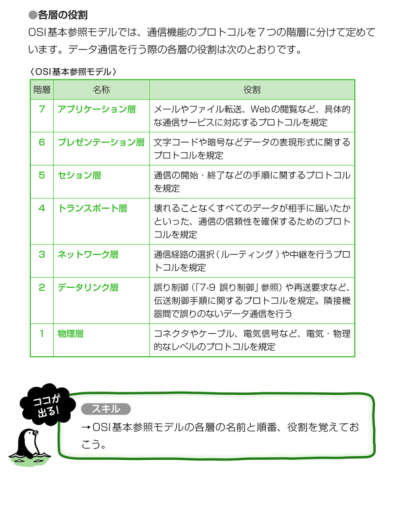 ●各層の役割
OSI基本参照モデルでは、通信機能のプロトコルを7つの階層に分けて定めて
います。データ通信を行う際の各層の役割は次のとおりです。
〈OSI基本参照モデル〉
階層 名称 役割
7 アプリケーション層 メールやファイル転送、Webの閲覧など、具体的
な通信サービスに対応するプロトコルを規定
6 プレゼンテーション層 文字コードや暗号などデータの表現形式に関する
プロトコルを規定
5 セション層 通信の開始・終了などの手順に関するプロトコル
を規定
4 トランスポート層 壊れることなくすべてのデータが相手に届いたか
といった、通信の信頼性を確保するためのプロト
コルを規定
3 ネットワーク層 通信経路の選択（ルーティング）や中継を行うプロ
トコルを規定
2 データリンク層 誤り制御（「7-9 誤り制御」参照）や再送要求など、
伝送制御手順に関するプロトコルを規定。隣接機
器間で誤りのないデータ通信を行う
1 物理層 コネクタやケーブル、電気信号など、電気・物理
的なレベルのプロトコルを規定
ココが
出る!
スキル
→OSI基本参照モデルの各層の名前と順番、役割を覚えてお
こう。